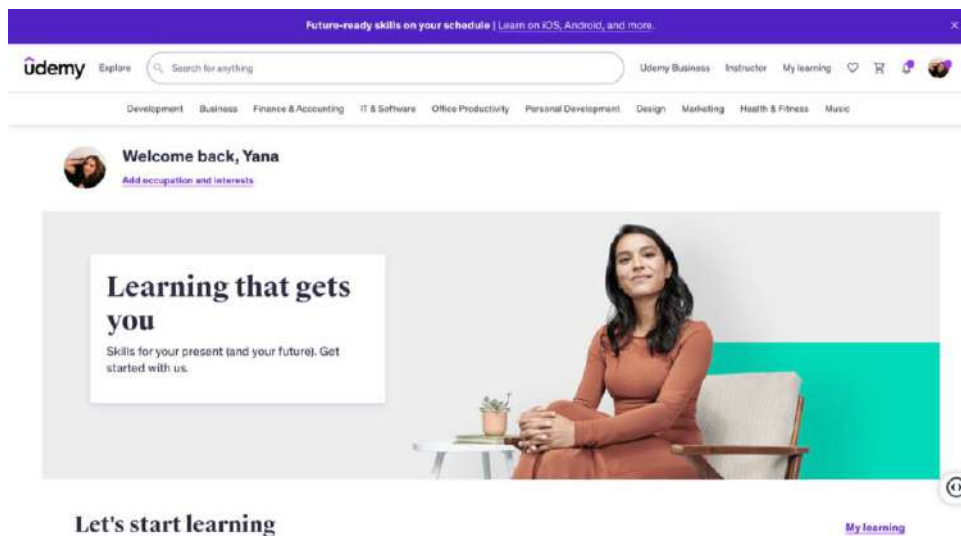 Future-ready skills on your schedule | Learn on iOS, Android, and more.
udemy Explore Search for anything Udemy Business Instructor My learning
Development Business Finance & Accounting IT & Software Office Productivity Personal Development Design Marketing Health & Fitness Music
Welcome back, Yana
Add occupation and interests
Learning that gets
you
Skills for your present (and your future). Get
started with us.
Let's start learning My learning